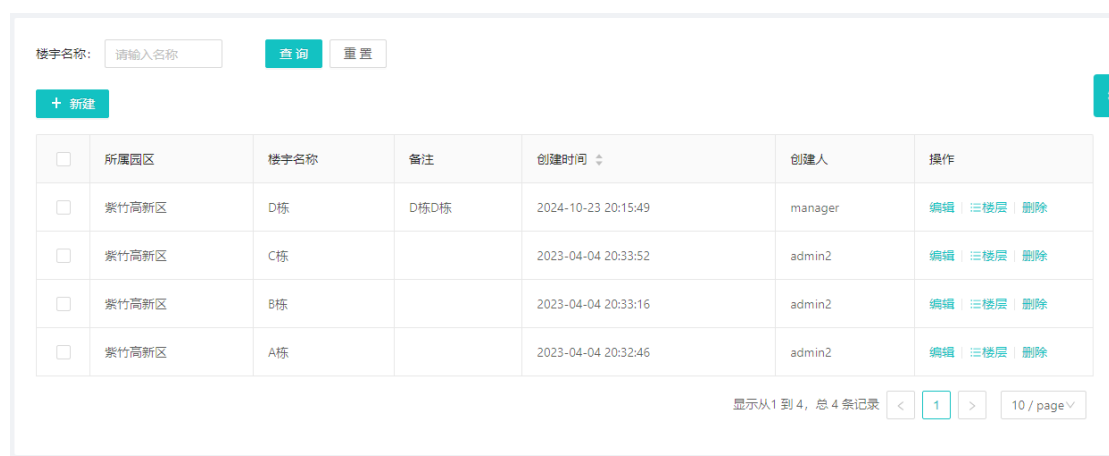 楼宇名称: 请输入名称 查询 重置
+ 新建
所属园区 楼宇名称 备注 创建时间 创建人 操作
紫竹高新区 D栋 D栋D栋 2024-10-23 20:15:49 manager 编辑 楼层 删除
紫竹高新区 C栋 2023-04-04 20:33:52 admin2 编辑 楼层 删除
紫竹高新区 B栋 2023-04-04 20:33:16 admin2 编辑 楼层 删除
紫竹高新区 A栋 2023-04-04 20:32:46 admin2 编辑 楼层 删除
显示从1 到 4，总 4 条记录 < 1 > 10 / page